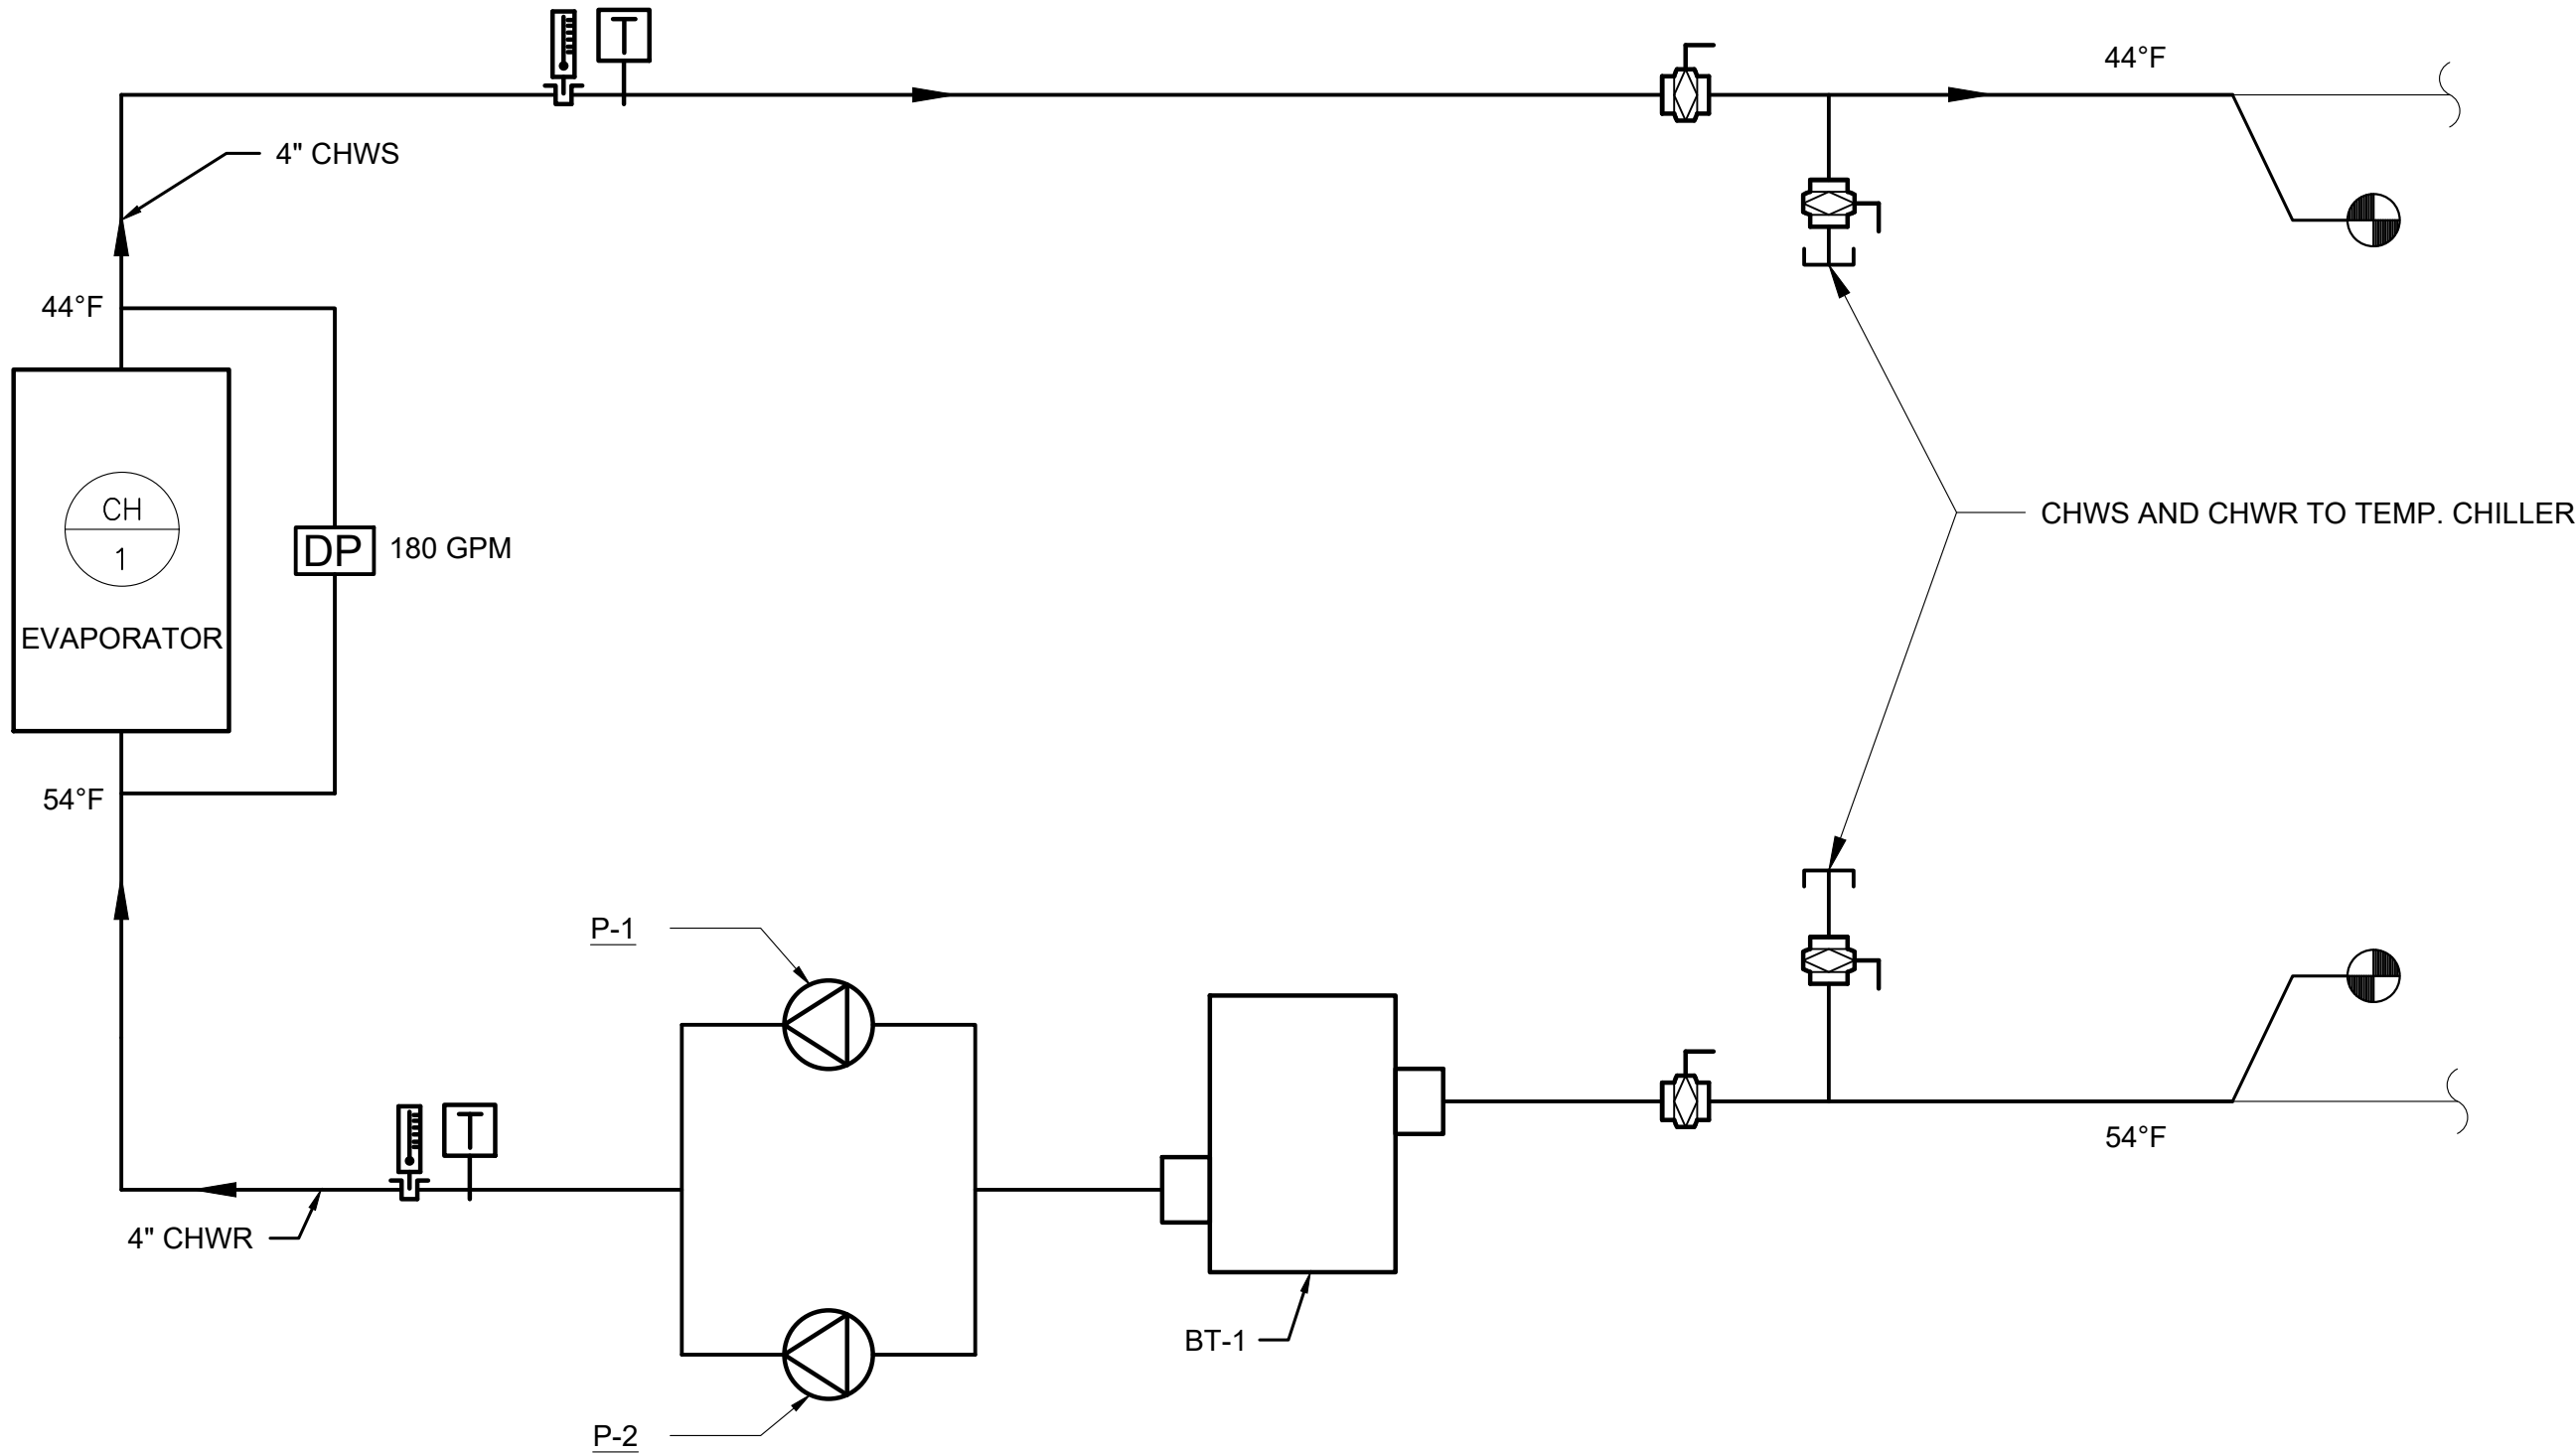 T
44°F
4" CHWS
44°F
CH
1
DP 180 GPM
EVAPORATOR
CHWS AND CHWR TO TEMP. CHILLER
54°F
P-1
T
54°F
4" CHWR
BT-1
P-2